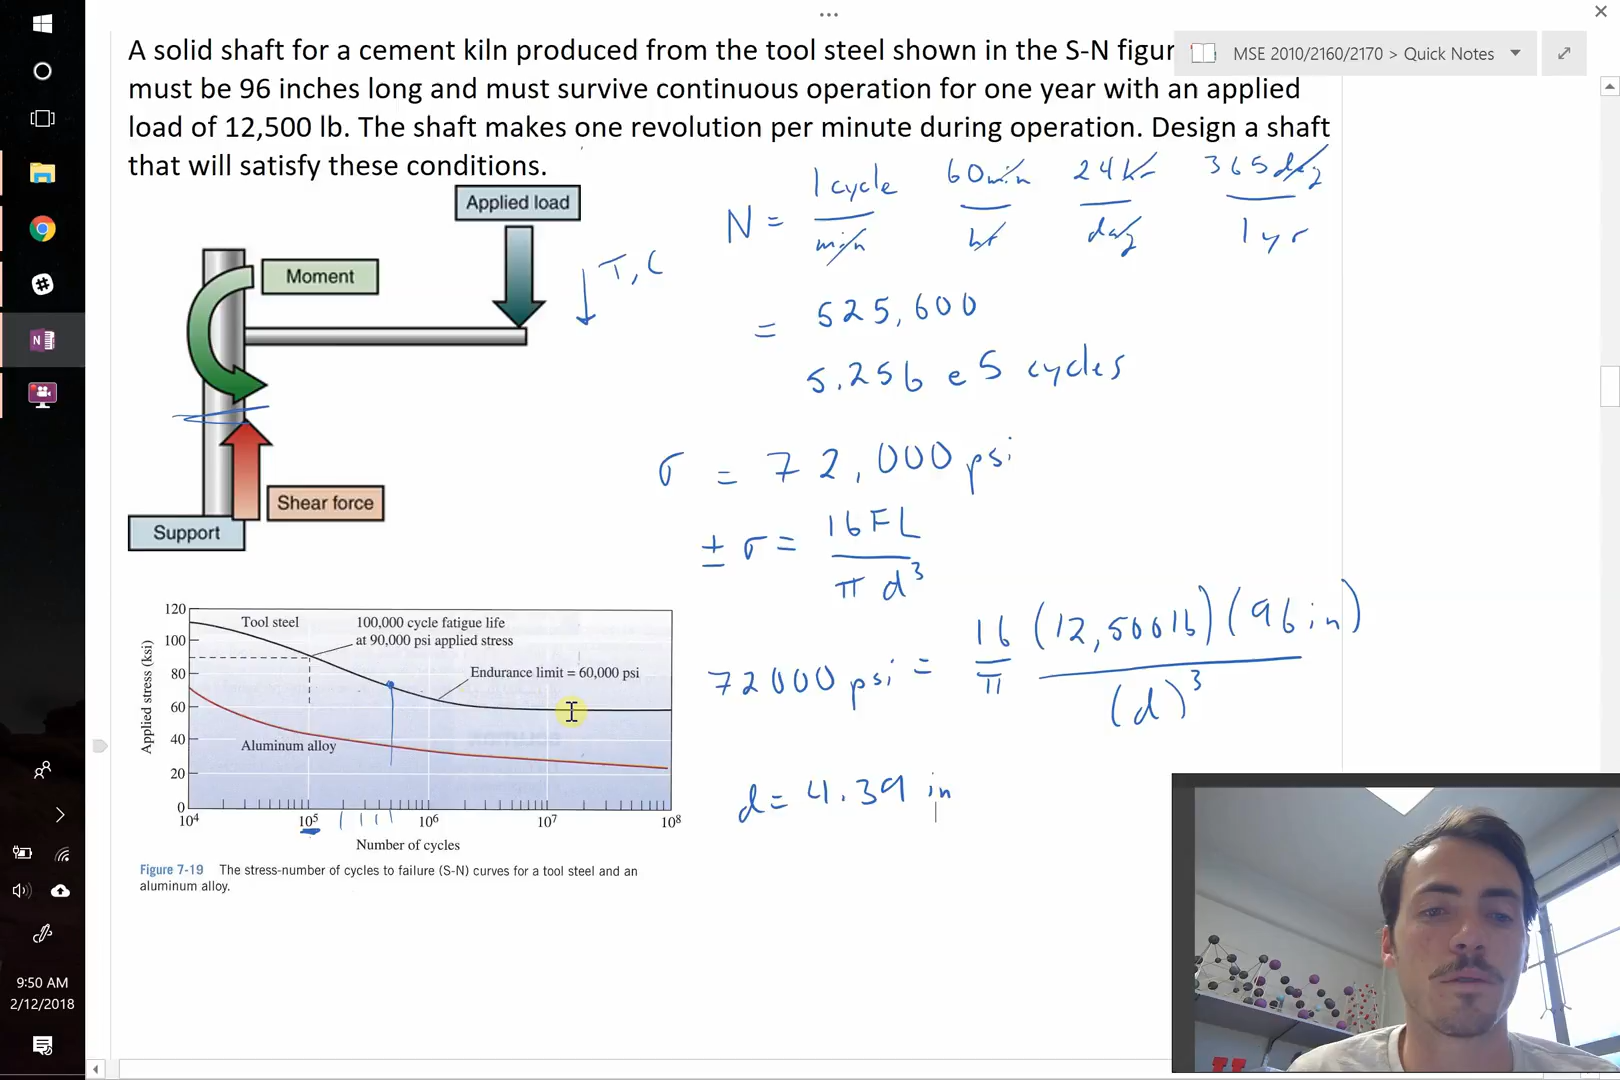 A solid shaft for a cement kiln produced from the tool steel shown in the S-N figur
must be 96 inches long and must survive continuous operation for one year with an applied
load of 12,500 lb. The shaft makes one revolution per minute during operation. Design a shaft
that will satisfy these conditions.
MSE 2010/2160/2170 > Quick Notes
Applied load
Moment
T, C
Shear force
Support
N = 1 cycle/min 60 min/hr 24 hr/day 365 day/1 yr
= 525,600
5.256 e 5 cycles
σ = 72,000 psi
± σ = 16FL / π d³
72000 psi = 16/π (12,500 lb)(96 in) / (d)³
d = 4.39 in
120
100
80
60
40
20
0
Applied stress (ksi)
Tool steel
100,000 cycle fatigue life
at 90,000 psi applied stress
Endurance limit = 60,000 psi
Aluminum alloy
10⁴ 10⁵ 10⁶ 10⁷ 10⁸
Number of cycles
Figure 7-19 The stress-number of cycles to failure (S-N) curves for a tool steel and an
aluminum alloy.
N
9:50 AM
2/12/2018